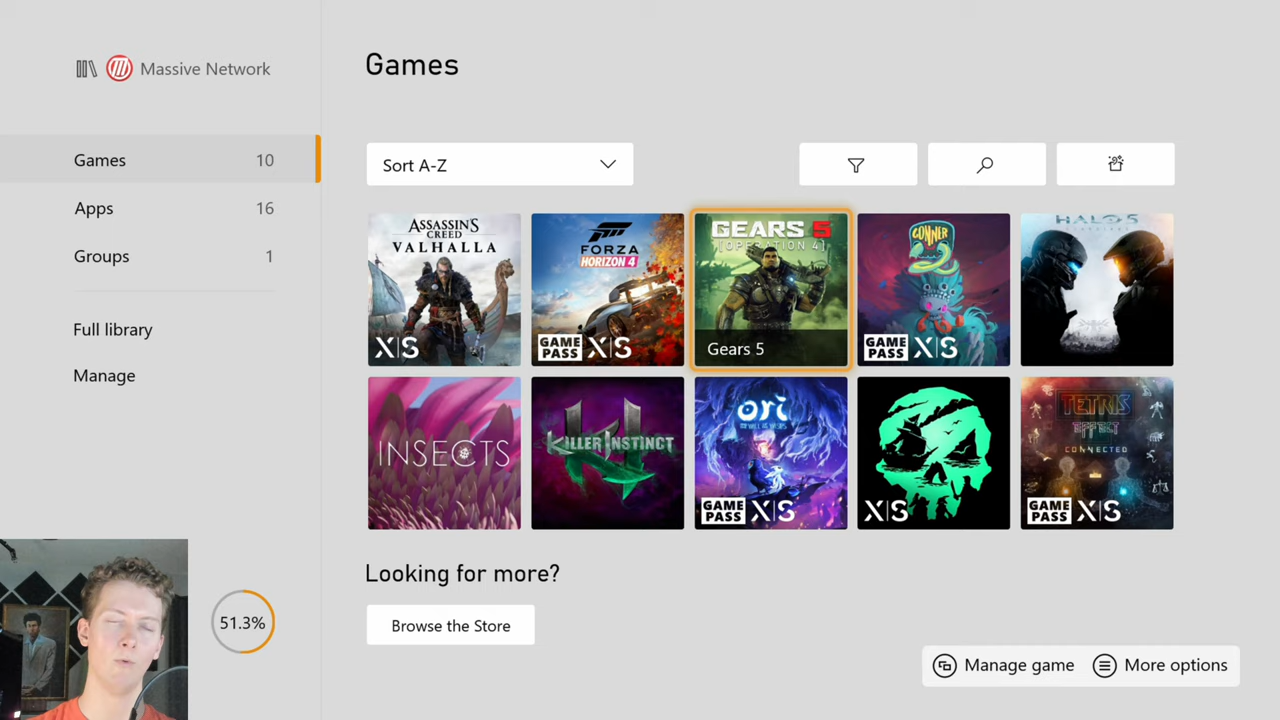 Massive Network
Games
Games 10
Apps 16
Groups 1
Full library
Manage
Sort A-Z
ASSASSIN'S
CREED
VALHALLA
X|S
FORZA
HORIZON 4
GAME
PASS X|S
GEARS 5
[OPERATION 4]
Gears 5
CONKER
GAME
PASS X|S
HALO 5
INSECTS
KILLER INSTINCT
ori
GAME
PASS X|S
X|S
TETRIS
EFFECT
CONNECTED
GAME
PASS X|S
Looking for more?
Browse the Store
51.3%
Manage game
More options